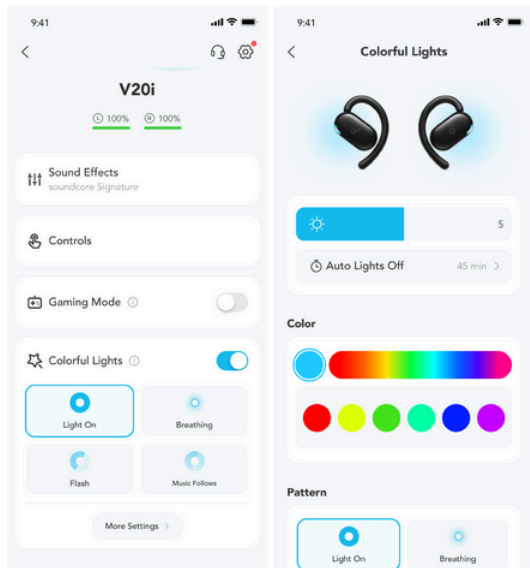 9:41
V20i
L 100% R 100%
Sound Effects
soundcore Signature
Controls
Gaming Mode
Colorful Lights
Light On
Breathing
Flash
Music Follows
More Settings >
9:41
Colorful Lights
5
Auto Lights Off 45 min >
Color
Pattern
Light On
Breathing